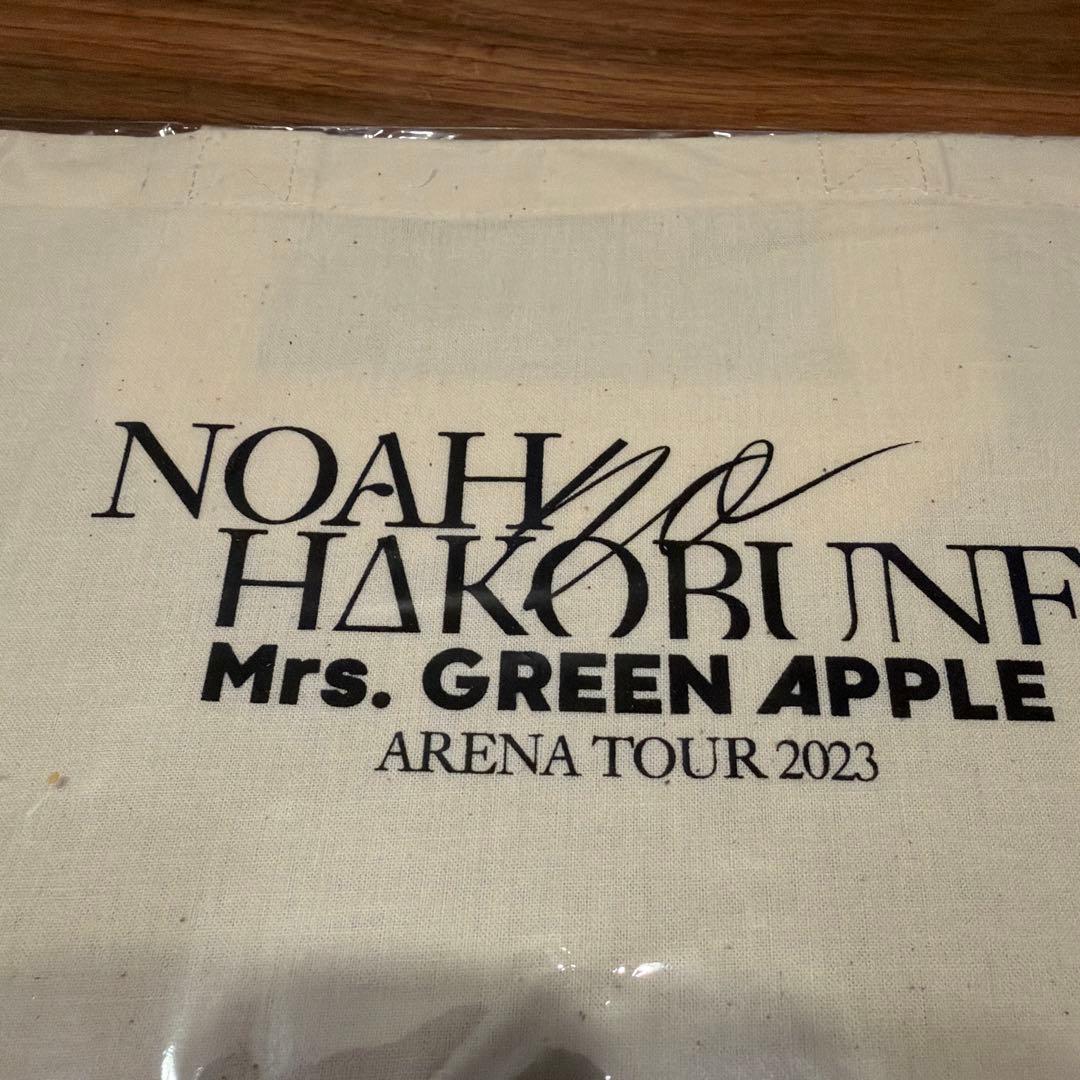 NOAH no
HAKOBUNE
Mrs. GREEN APPLE
ARENA TOUR 2023